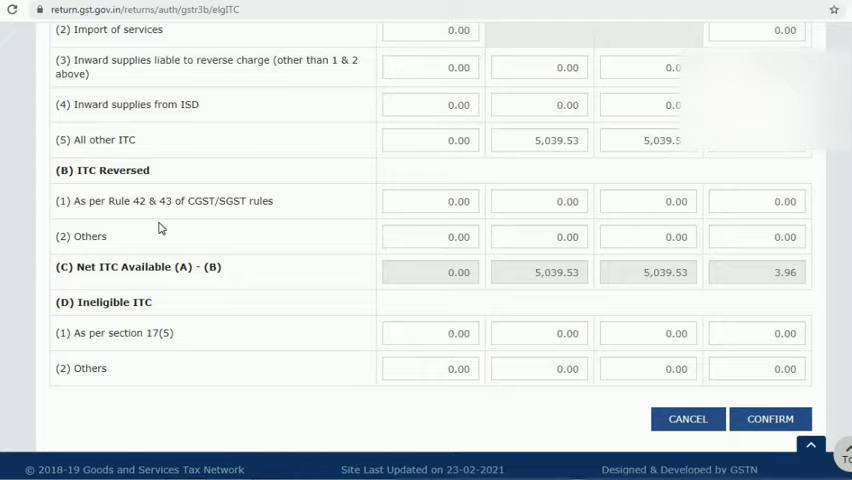 return.gst.gov.in/returns/auth/gstr3b/elgITC
(2) Import of services 0.00 0.00
(3) Inward supplies liable to reverse charge (other than 1 & 2 above) 0.00 0.00 0.0
(4) Inward supplies from ISD 0.00 0.00 0.0
(5) All other ITC 0.00 5,039.53 5,039.5
(B) ITC Reversed
(1) As per Rule 42 & 43 of CGST/SGST rules 0.00 0.00 0.00 0.00
(2) Others 0.00 0.00 0.00 0.00
(C) Net ITC Available (A) - (B) 0.00 5,039.53 5,039.53 3.96
(D) Ineligible ITC
(1) As per section 17(5) 0.00 0.00 0.00 0.00
(2) Others 0.00 0.00 0.00 0.00
CANCEL CONFIRM
© 2018-19 Goods and Services Tax Network Site Last Updated on 23-02-2021 Designed & Developed by GSTN